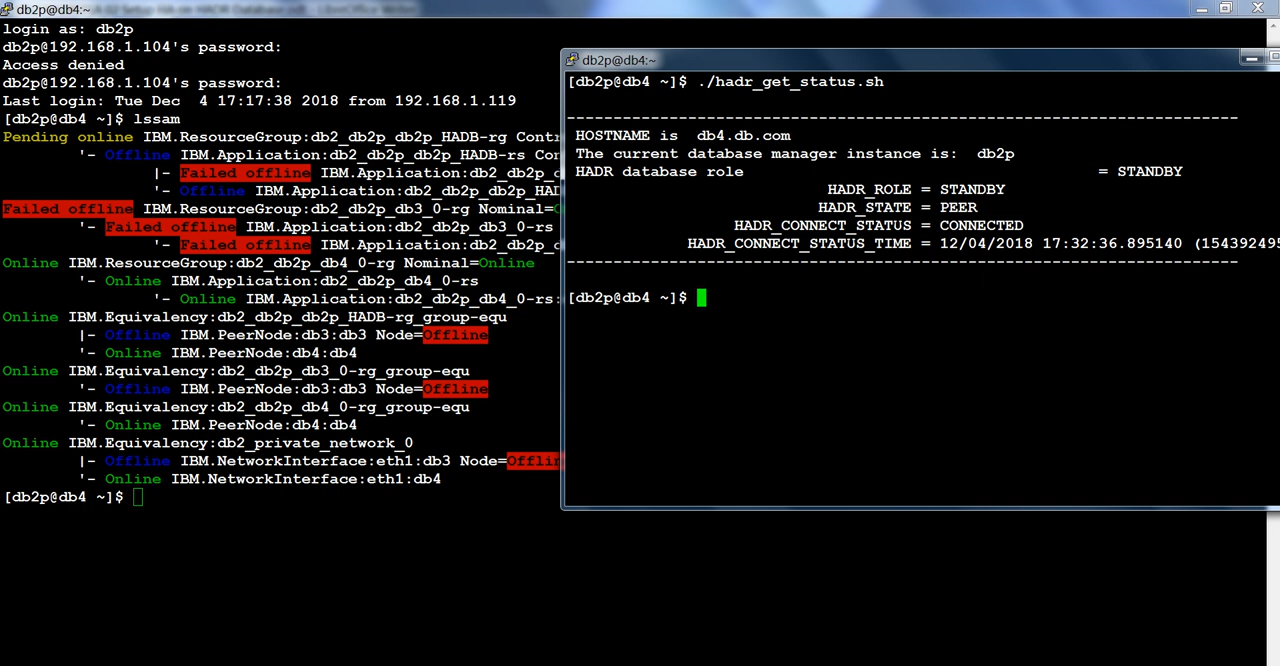 db2p@db4:~
login as: db2p
db2p@192.168.1.104's password:
Access denied
db2p@192.168.1.104's password:
Last login: Tue Dec  4 17:17:38 2018 from 192.168.1.119
[db2p@db4 ~]$ lssam
Pending online IBM.ResourceGroup:db2_db2p_db2p_HADB-rg Contr
'- Offline IBM.Application:db2_db2p_db2p_HADB-rs Con
|- Failed offline IBM.Application:db2_db2p_d
'- Offline IBM.Application:db2_db2p_db2p_HAD
Failed offline IBM.ResourceGroup:db2_db2p_db3_0-rg Nominal=
'- Failed offline IBM.Application:db2_db2p_db3_0-rs
'- Failed offline IBM.Application:db2_db2p_d
Online IBM.ResourceGroup:db2_db2p_db4_0-rg Nominal=Online
'- Online IBM.Application:db2_db2p_db4_0-rs
'- Online IBM.Application:db2_db2p_db4_0-rs:
Online IBM.Equivalency:db2_db2p_db2p_HADB-rg_group-equ
|- Offline IBM.PeerNode:db3:db3 Node=Offline
'- Online IBM.PeerNode:db4:db4
Online IBM.Equivalency:db2_db2p_db3_0-rg_group-equ
'- Offline IBM.PeerNode:db3:db3 Node=Offline
Online IBM.Equivalency:db2_db2p_db4_0-rg_group-equ
'- Online IBM.PeerNode:db4:db4
Online IBM.Equivalency:db2_private_network_0
|- Offline IBM.NetworkInterface:eth1:db3 Node=Offlin
'- Online IBM.NetworkInterface:eth1:db4
[db2p@db4 ~]$
db2p@db4:~
[db2p@db4 ~]$ ./hadr_get_status.sh
------------------------------------------------------------------------
HOSTNAME is  db4.db.com
The current database manager instance is:  db2p
HADR database role = STANDBY
HADR_ROLE = STANDBY
HADR_STATE = PEER
HADR_CONNECT_STATUS = CONNECTED
HADR_CONNECT_STATUS_TIME = 12/04/2018 17:32:36.895140 (154392495
------------------------------------------------------------------------
[db2p@db4 ~]$